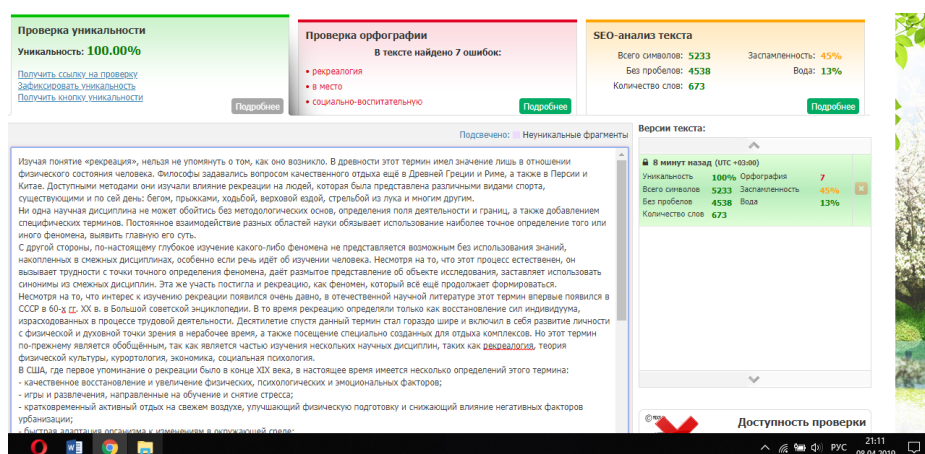 Проверка уникальности
Уникальность: 100.00%
Получить ссылку на проверку
Зафиксировать уникальность
Получить кнопку уникальности
Подробнее
Проверка орфографии
В тексте найдено 7 ошибок:
• рекреалогия
• в место
• социально-воспитательную
Подробнее
SEO-анализ текста
Всего символов: 5233 Заспамленность: 45%
Без пробелов: 4538 Вода: 13%
Количество слов: 673
Подробнее
Подсвечено: Неуникальные фрагменты
Изучая понятие «рекреация», нельзя не упомянуть о том, как оно возникло. В древности этот термин имел значение лишь в отношении
физического состояния человека. Философы задавались вопросом качественного отдыха ещё в Древней Греции и Риме, а также в Персии и
Китае. Доступными методами они изучали влияние рекреации на людей, которая была представлена различными видами спорта,
существующими и по сей день: бегом, прыжками, ходьбой, верховой ездой, стрельбой из лука и многим другим.
Ни одна научная дисциплина не может обойтись без методологических основ, определения поля деятельности и границ, а также добавлением
специфических терминов. Постоянное взаимодействие разных областей науки обязывает использование наиболее точное определение того или
иного феномена, выявить главную его суть.
С другой стороны, по-настоящему глубокое изучение какого-либо феномена не представляется возможным без использования знаний,
накопленных в смежных дисциплинах, особенно если речь идёт об изучении человека. Несмотря на то, что этот процесс естественен, он
вызывает трудности с точки точного определения феномена, даёт размытое представление об объекте исследования, заставляет использовать
синонимы из смежных дисциплин. Эта же участь постигла и рекреацию, как феномен, который всё ещё продолжает формироваться.
Несмотря на то, что интерес к изучению рекреации появился очень давно, в отечественной научной литературе этот термин впервые появился в
СССР в 60-х гг. XX в. в Большой советской энциклопедии. В то время рекреацию определяли только как восстановление сил индивидуума,
израсходованных в процессе трудовой деятельности. Десятилетие спустя данный термин стал гораздо шире и включил в себя развитие личности
с физической и духовной точки зрения в нерабочее время, а также посещение специально созданных для отдыха комплексов. Но этот термин
по-прежнему является обобщённым, так как является частью изучения нескольких научных дисциплин, таких как рекреалогия, теория
физической культуры, курортология, экономика, социальная психология.
В США, где первое упоминание о рекреации было в конце XIX века, в настоящее время имеется несколько определений этого термина:
- качественное восстановление и увеличение физических, психологических и эмоциональных факторов;
- игры и развлечения, направленные на обучение и снятие стресса;
- кратковременный активный отдых на свежем воздухе, улучшающий физическую подготовку и снижающий влияние негативных факторов
урбанизации;
- быстрая адаптация организма к изменениям в окружающей среде;
Версии текста:
8 минут назад (UTC +03:00)
Уникальность 100% Орфография 7
Всего символов 5233 Заспамленность 45%
Без пробелов 4538 Вода 13%
Количество слов 673
Доступность проверки
РУС
21:11
08.04.2019